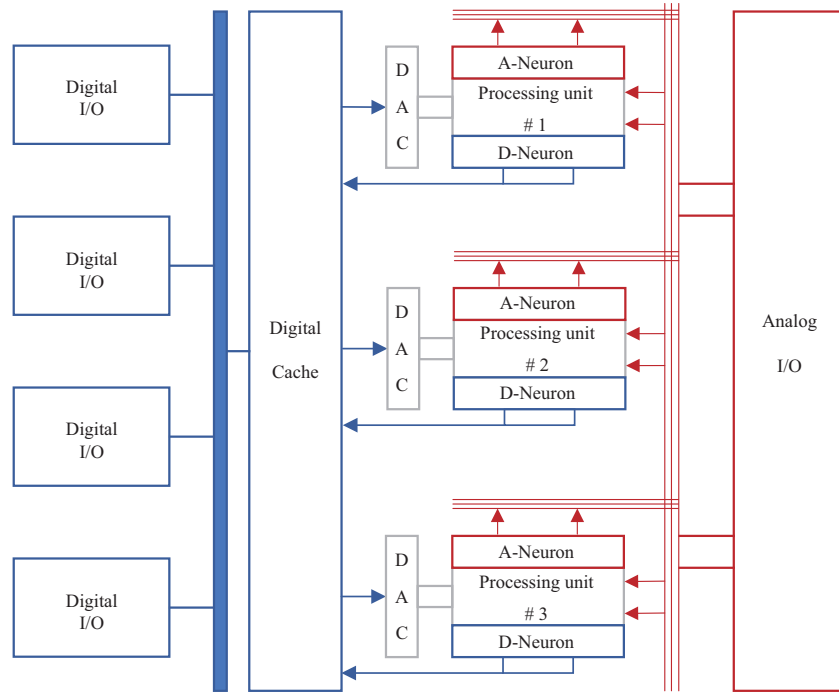 Digital
I/O
Digital
I/O
Digital
I/O
Digital
I/O
Digital
Cache
D
A
C
A-Neuron
Processing unit
# 1
D-Neuron
D
A
C
A-Neuron
Processing unit
# 2
D-Neuron
D
A
C
A-Neuron
Processing unit
# 3
D-Neuron
Analog
I/O